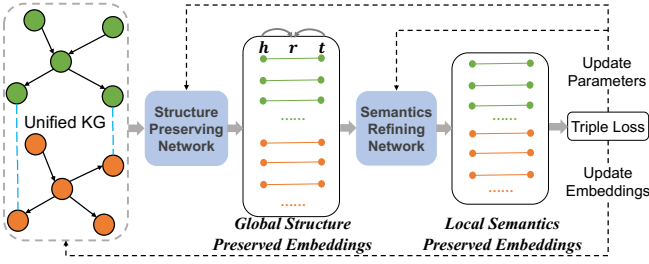 h r t
Unified KG
Structure
Preserving
Network
Semantics
Refining
Network
Update
Parameters
Triple Loss
Update
Embeddings
......
......
......
......
Global Structure
Preserved Embeddings
Local Semantics
Preserved Embeddings